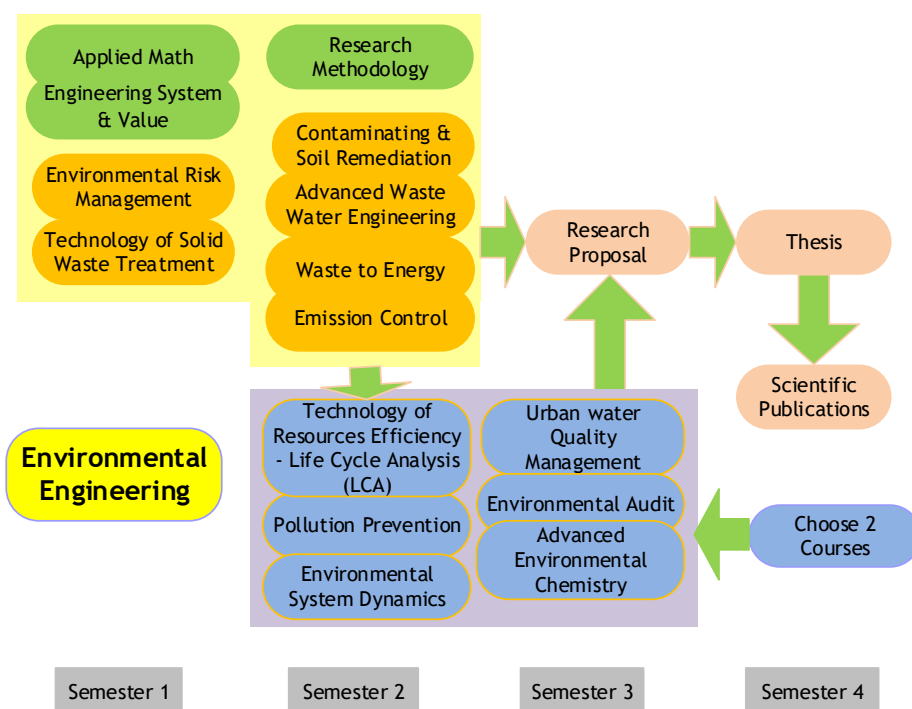 Applied Math
Engineering System
& Value
Environmental Risk
Management
Technology of Solid
Waste Treatment
Research
Methodology
Contaminating &
Soil Remediation
Advanced Waste
Water Engineering
Waste to Energy
Emission Control
Research
Proposal
Thesis
Scientific
Publications
Environmental
Engineering
Technology of
Resources Efficiency
- Life Cycle Analysis
(LCA)
Pollution Prevention
Environmental
System Dynamics
Urban water
Quality
Management
Environmental Audit
Advanced
Environmental
Chemistry
Choose 2
Courses
Semester 1
Semester 2
Semester 3
Semester 4